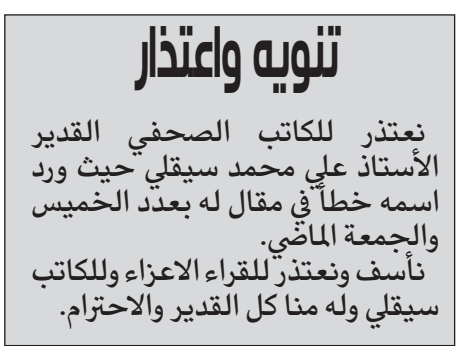 تنويه واعتذار
نعتذر للكاتب الصحفي القدير
الأستاذ علي محمد سيقلي حيث ورد
اسمه خطأ في مقال له بعدد الخميس
والجمعة الماضي.
نأسف ونعتذر للقراء الاعزاء وللكاتب
سيقلي وله منا كل القدير والاحترام.